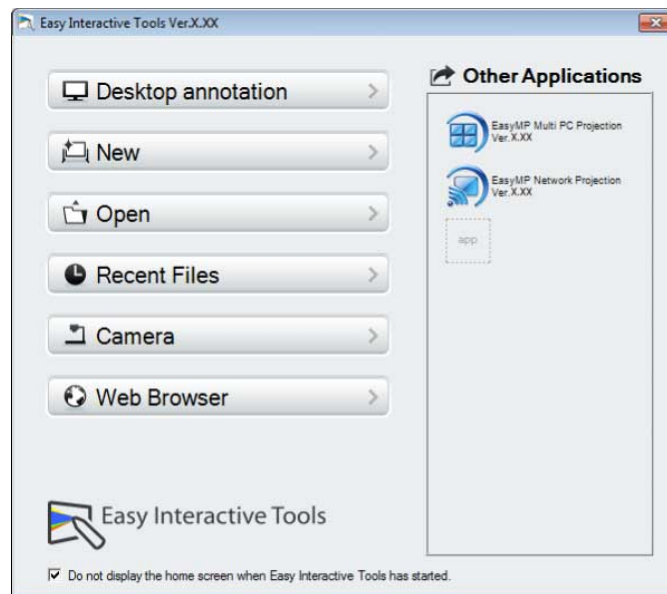 Easy Interactive Tools Ver.X.XX
Desktop annotation
New
Open
Recent Files
Camera
Web Browser
Other Applications
EasyMP Multi PC Projection
Ver.X.XX
EasyMP Network Projection
Ver.X.XX
app
Easy Interactive Tools
Do not display the home screen when Easy Interactive Tools has started.